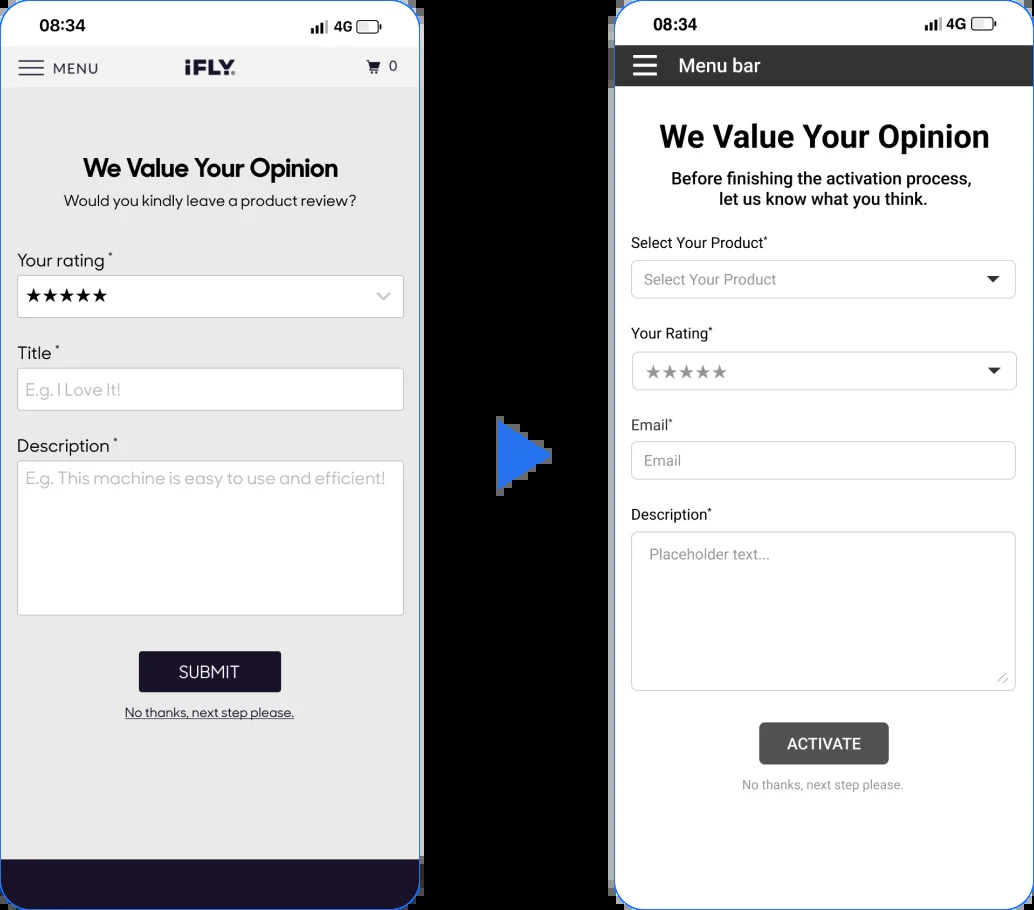 08:34
4G
MENU
iFLY.
0
We Value Your Opinion
Would you kindly leave a product review?
Your rating *
★★★★★
Title *
E.g. I Love It!
Description *
E.g. This machine is easy to use and efficient!
SUBMIT
No thanks, next step please.
08:34
4G
Menu bar
We Value Your Opinion
Before finishing the activation process,
let us know what you think.
Select Your Product*
Select Your Product
Your Rating*
★★★★★
Email*
Email
Description*
Placeholder text...
ACTIVATE
No thanks, next step please.